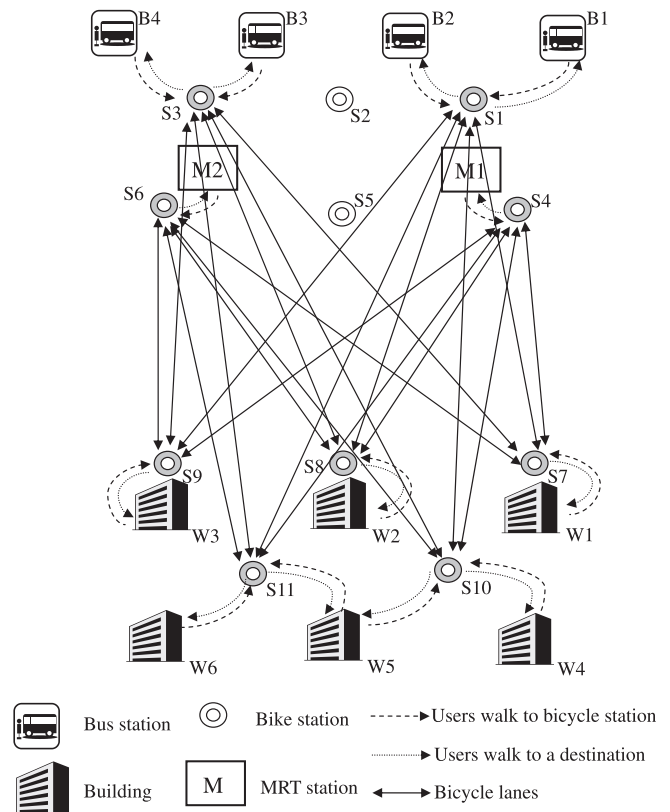 B4 B3 B2 B1
S3 S2 S1
M2 M1
S6 S5 S4
S9 S8 S7
W3 W2 W1
S11 S10
W6 W5 W4
Bus station Bike station Users walk to bicycle station
Users walk to a destination
Building M MRT station Bicycle lanes